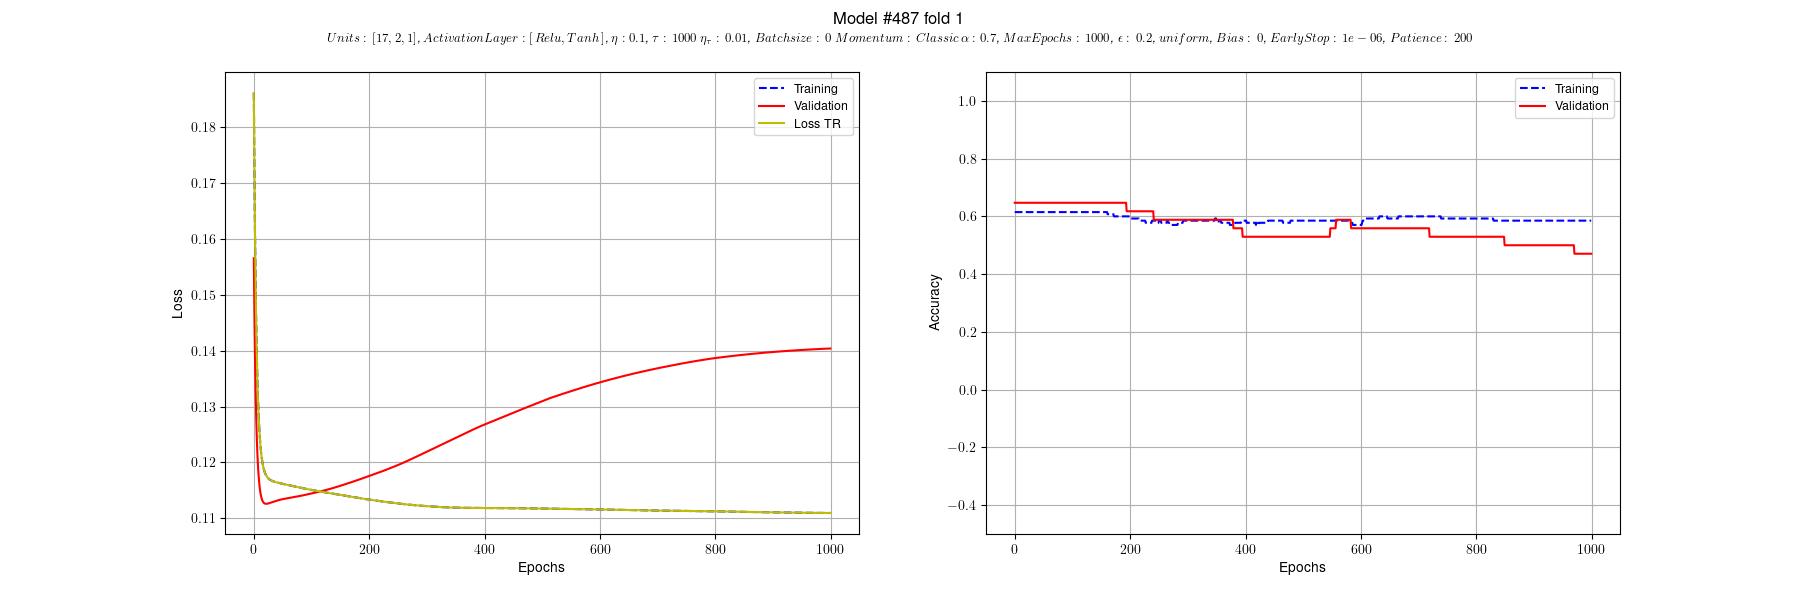 Model #487 fold 1
Units : [17, 2, 1], ActivationLayer : [Relu, Tanh], η : 0.1, τ : 1000 ητ : 0.01, Batchsize : 0 Momentum : Classic α : 0.7, MaxEpochs : 1000, ϵ : 0.2, uniform, Bias : 0, EarlyStop : 1e − 06, Patience : 200
Training
Validation
Loss TR
0.18
0.17
0.16
0.15
0.14
0.13
0.12
0.11
Loss
0 200 400 600 800 1000
Epochs
Training
Validation
1.0
0.8
0.6
0.4
0.2
0.0
−0.2
−0.4
Accuracy
0 200 400 600 800 1000
Epochs